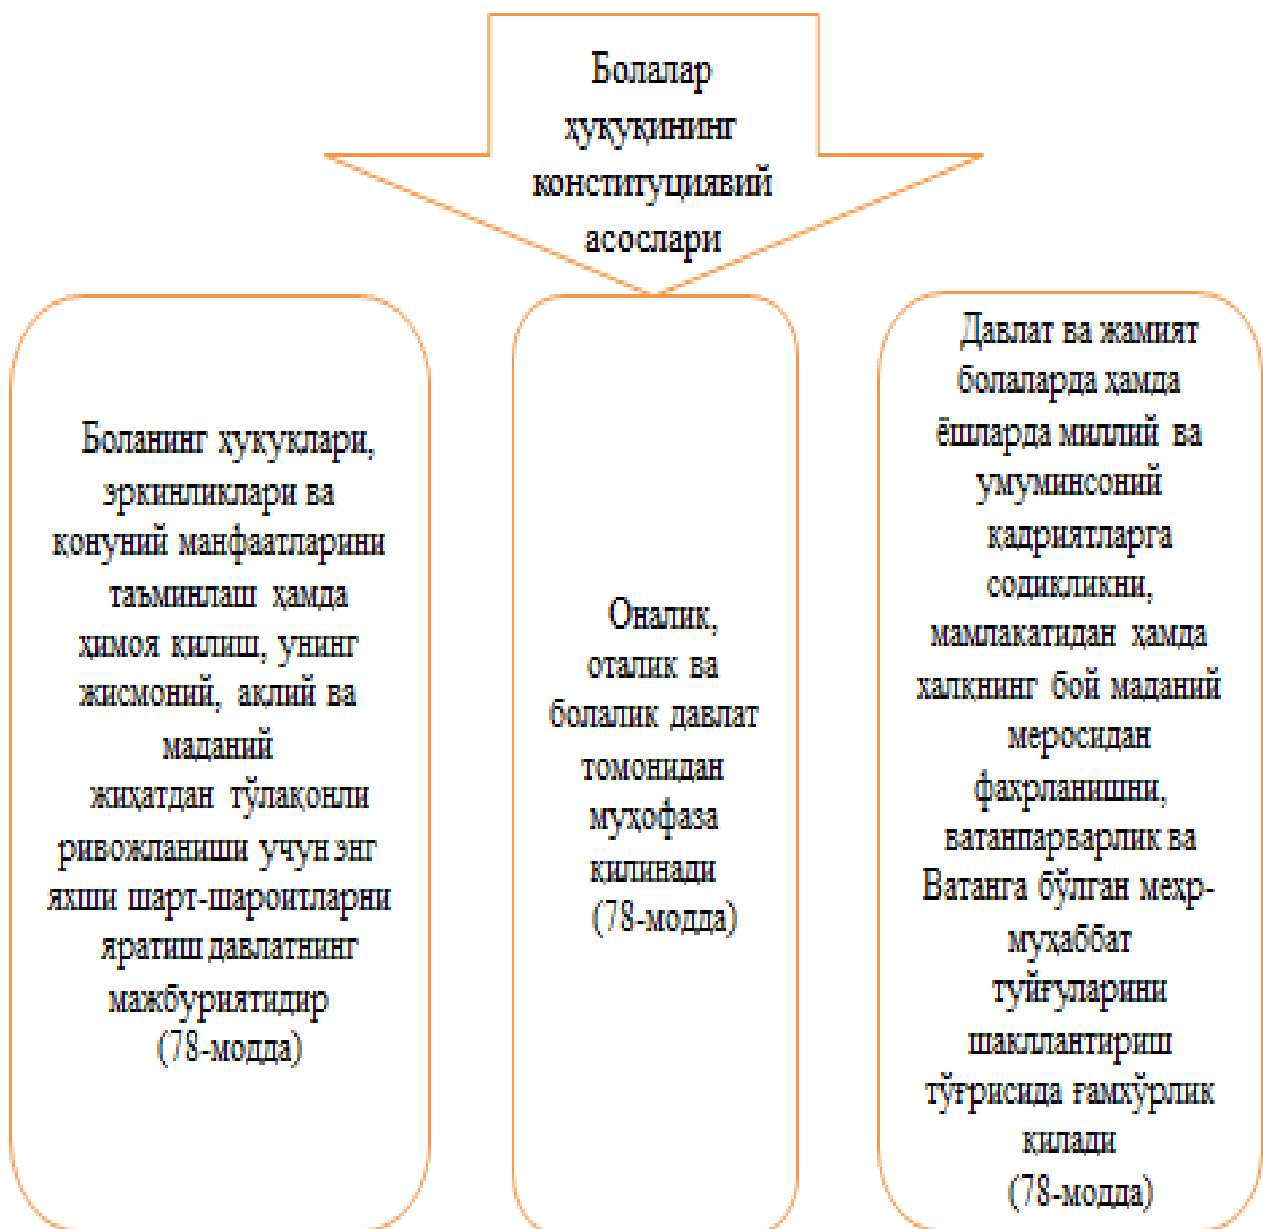 Болалар
ҳуқуқининг
конституциявий
асослари
Боланинг ҳуқуқлари,
эркинликлари ва
қонуний манфаатларини
таъминлаш ҳамда
ҳимоя қилиш, унинг
жисмоний, ақлий ва
маданий
жиҳатдан тўлақонли
ривожланиши учун энг
яхши шарт-шароитларни
яратиш давлатнинг
мажбуриятидир
(78-модда)
Оналик,
оталик ва
болалик давлат
томонидан
муҳофаза
қилинади
(78-модда)
Давлат ва жамият
болаларда ҳамда
ёшларда миллий ва
умуминсоний
қадриятларга
содиқликни,
мамлакатидан ҳамда
халқнинг бой маданий
меросидан
фахрланишни,
ватанпарварлик ва
Ватанга бўлган меҳр-
муҳаббат
туйғуларини
шакллантириш
тўғрисида ғамхўрлик
қилади
(78-модда)